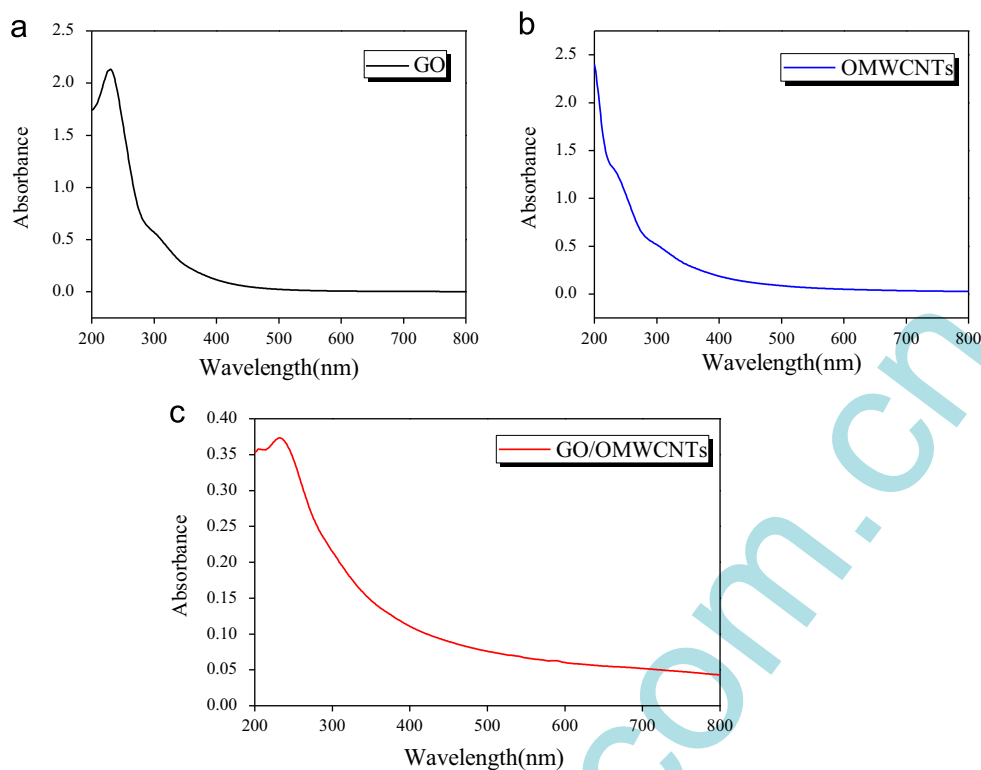 a
GO
2.5
2.0
1.5
1.0
0.5
0.0
Absorbance
200 300 400 500 600 700 800
Wavelength(nm)
b
OMWCNTs
2.5
2.0
1.5
1.0
0.5
0.0
Absorbance
200 300 400 500 600 700 800
Wavelength(nm)
c
GO/OMWCNTs
0.40
0.35
0.30
0.25
0.20
0.15
0.10
0.05
0.00
Absorbance
200 300 400 500 600 700 800
Wavelength(nm)
com.cn